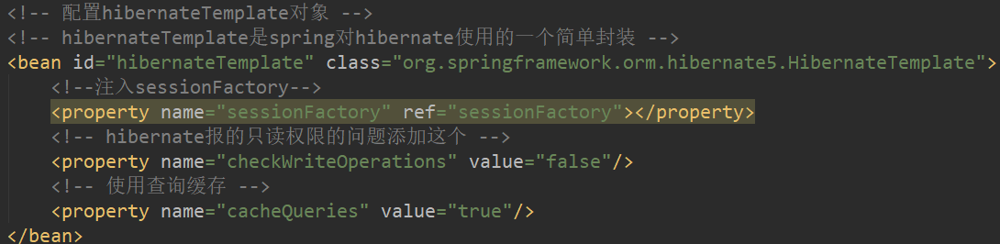 <!-- 配置hibernateTemplate对象 -->
<!-- hibernateTemplate是spring对hibernate使用的一个简单封装 -->
<bean id="hibernateTemplate" class="org.springframework.orm.hibernate5.HibernateTemplate">
<!--注入sessionFactory-->
<property name="sessionFactory" ref="sessionFactory"></property>
<!-- hibernate报的只读权限的问题添加这个 -->
<property name="checkWriteOperations" value="false"/>
<!-- 使用查询缓存 -->
<property name="cacheQueries" value="true"/>
</bean>